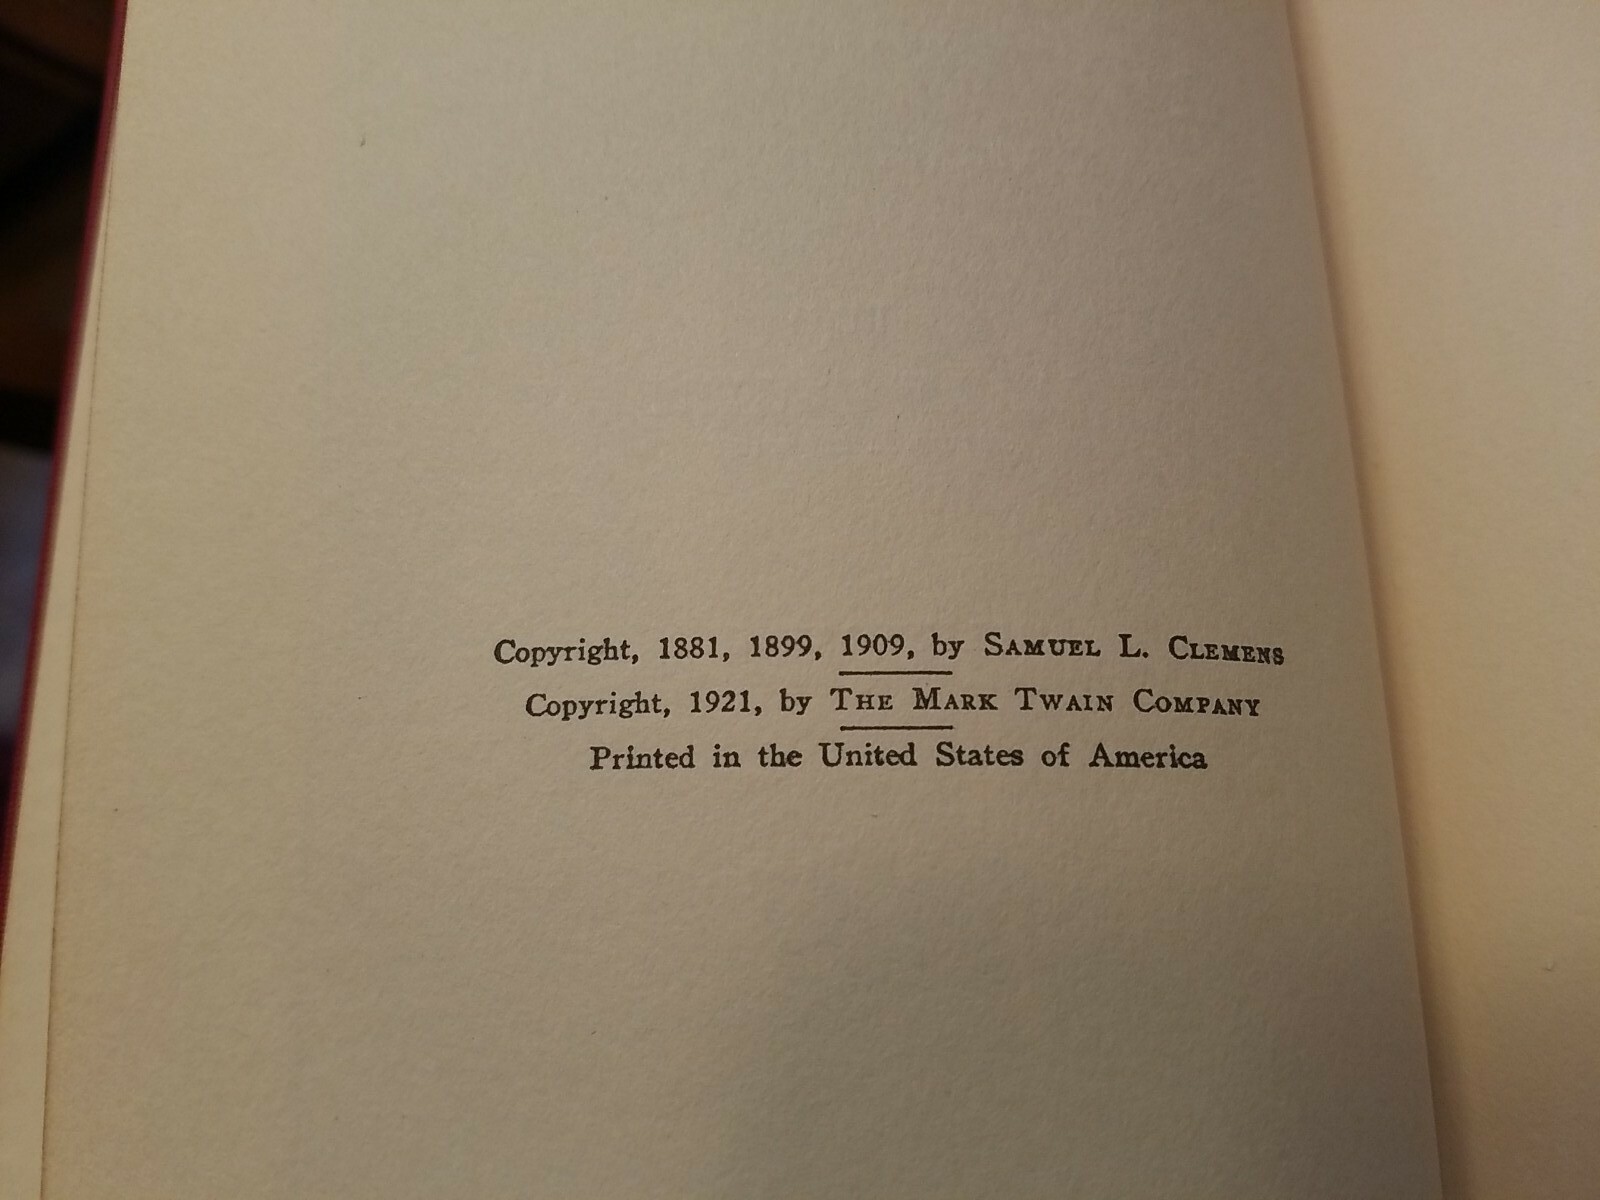 Copyright, 1881, 1899, 1909, by SAMUEL L. CLEMENS
Copyright, 1921, by THE MARK TWAIN COMPANY
Printed in the United States of America